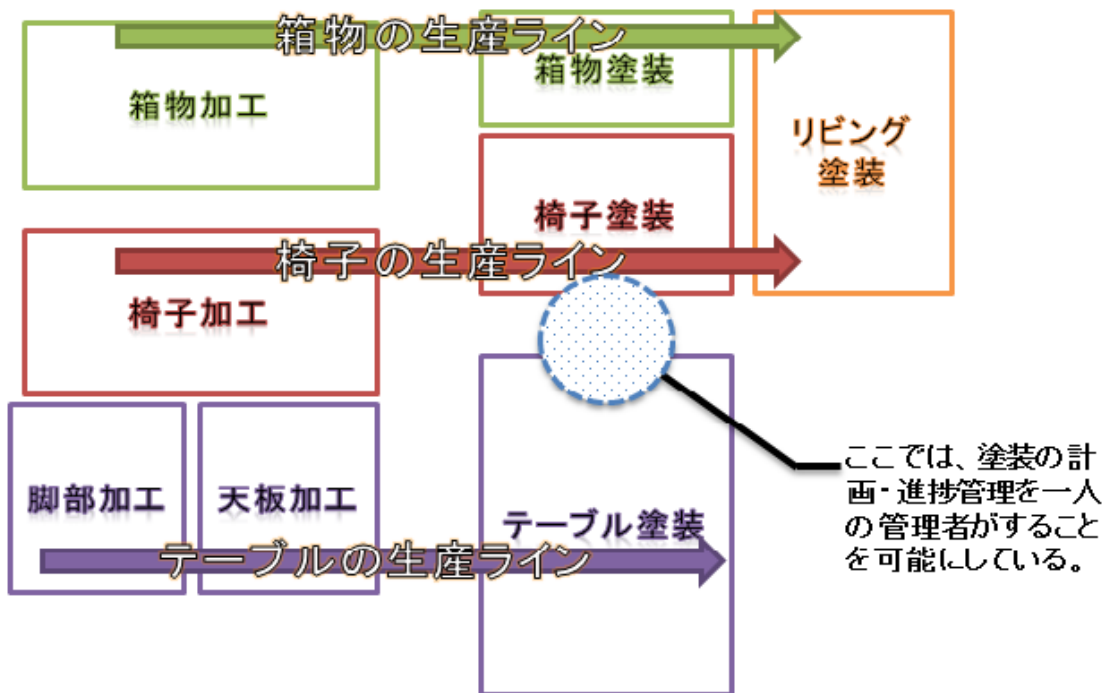 箱物の生産ライン
箱物加工
箱物塗装
リビング
塗装
椅子塗装
椅子の生産ライン
椅子加工
脚部加工
天板加工
テーブル塗装
テーブルの生産ライン
ここでは、塗装の計
画・進捗管理を一人
の管理者がすること
を可能にしている。